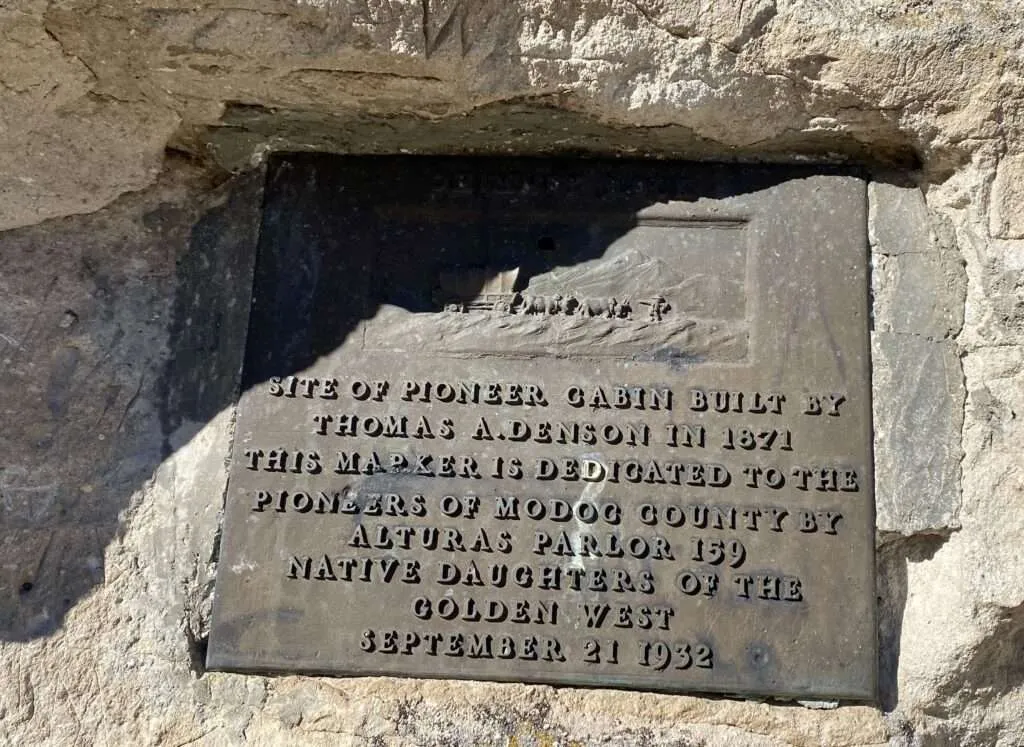 SITE OF PIONEER CABIN BUILT BY
THOMAS A. DENSON IN 1871
THIS MARKER IS DEDICATED TO THE
PIONEERS OF MODOC COUNTY BY
ALTURAS PARLOR 159
NATIVE DAUGHTERS OF THE
GOLDEN WEST
SEPTEMBER 21 1932